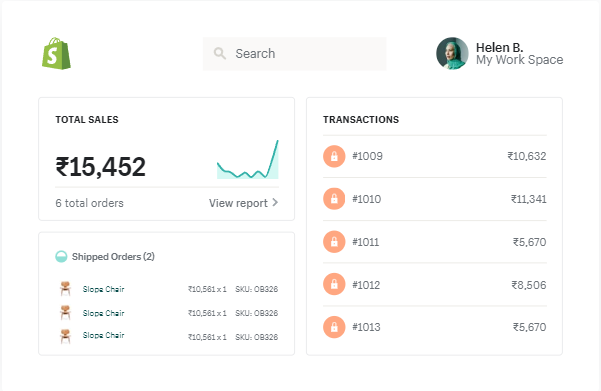 S
Search
Helen B.
My Work Space
TOTAL SALES
₹15,452
6 total orders
View report
Shipped Orders (2)
Slope Chair ₹10,561 x 1 SKU: OB326
Slope Chair ₹10,561 x 1 SKU: OB326
Slope Chair ₹10,561 x 1 SKU: OB326
TRANSACTIONS
#1009 ₹10,632
#1010 ₹11,341
#1011 ₹5,670
#1012 ₹8,506
#1013 ₹5,670